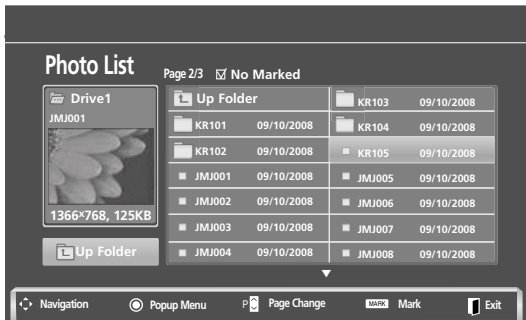 Photo List
Page 2/3 No Marked
Drive1
JMJ001
1366×768, 125KB
Up Folder
Up Folder
KR101 09/10/2008
KR102 09/10/2008
JMJ001 09/10/2008
JMJ002 09/10/2008
JMJ003 09/10/2008
JMJ004 09/10/2008
KR103 09/10/2008
KR104 09/10/2008
KR105 09/10/2008
JMJ005 09/10/2008
JMJ006 09/10/2008
JMJ007 09/10/2008
JMJ008 09/10/2008
Navigation Popup Menu P Page Change MARK Mark Exit